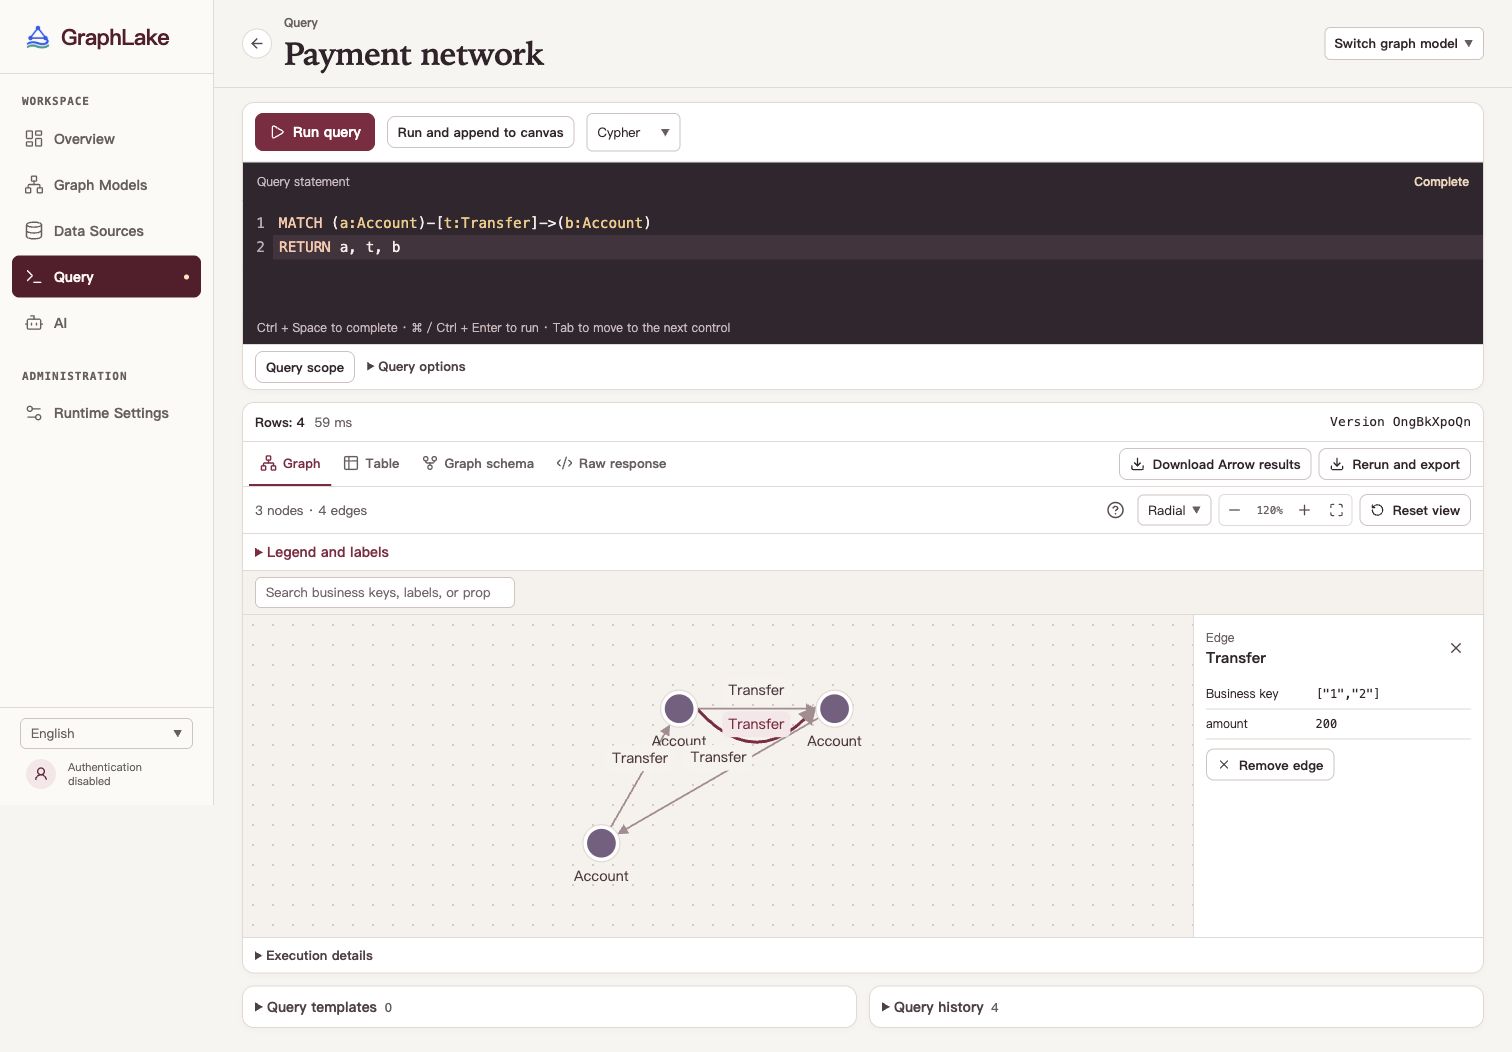 GraphLake
WORKSPACE
Overview
Graph Models
Data Sources
Query
AI
ADMINISTRATION
Runtime Settings
English
Authentication
disabled
Query
Payment network
Switch graph model
Run query
Run and append to canvas
Cypher
Query statement
Complete
1 MATCH (a:Account)-[t:Transfer]->(b:Account)
2 RETURN a, t, b
Ctrl + Space to complete · ⌘ / Ctrl + Enter to run · Tab to move to the next control
Query scope
Query options
Rows: 4 59 ms
Version OngBkXpoQn
Graph
Table
Graph schema
Raw response
Download Arrow results
Rerun and export
3 nodes · 4 edges
Radial
120%
Reset view
Legend and labels
Search business keys, labels, or prop
Transfer
Transfer
Account
Account
Transfer
Transfer
Account
Edge
Transfer
Business key ["1","2"]
amount 200
Remove edge
Execution details
Query templates 0
Query history 4